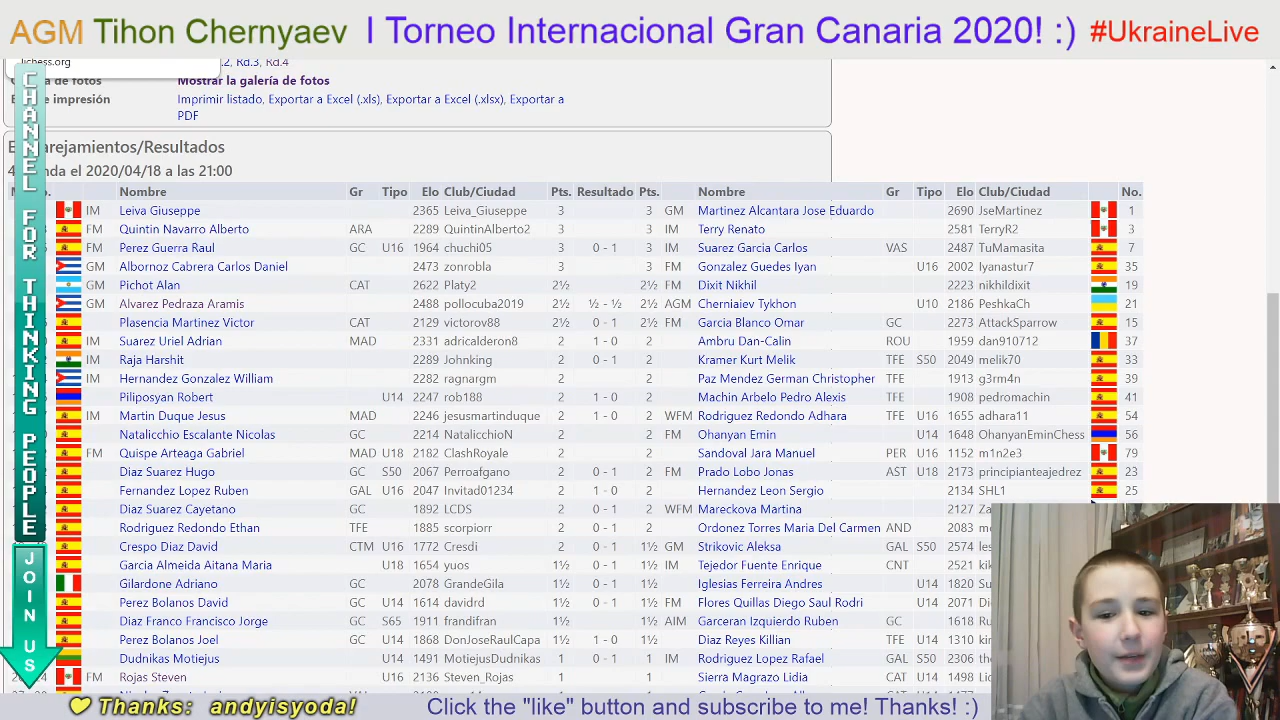 AGM Tihon Chernyaev I Torneo Internacional Gran Canaria 2020! :) #UkraineLive
lichess.org
Rd.3, Rd.4
de fotos Mostrar la galería de fotos
e impresión Imprimir listado, Exportar a Excel (.xls), Exportar a Excel (.xlsx), Exportar a
PDF
CHANNEL FOR THINKING PEOPLE
JOIN US
arejamientos/Resultados
el 2020/04/18 a las 21:00
Nombre Gr Tipo Elo Club/Ciudad Pts. Resultado Pts. Nombre Gr Tipo Elo Club/Ciudad No.
IM Leiva Giuseppe 2365 Leiva_Giuseppe 3 3 GM Martinez Alcantara Jose Eduardo 2690 JseMartinez 1
FM Quintin Navarro Alberto ARA 2289 QuintinAlberto2 3 3 IM Terry Renato 2581 TerryR2 3
FM Perez Guerra Raul GC U16 1964 chuchi05 3 0 - 1 3 IM Suarez Garcia Carlos VAS 2487 TuMamasita 7
GM Albornoz Cabrera Carlos Daniel 473 zonrobla 3 3 FM Gonzalez Guedes Iyan U16 2002 Iyanastur7 35
GM Pichot Alan CAT 622 Platy2 2½ 2½ FM Dixit Nikhil 2223 nikhildixit 19
GM Alvarez Pedraza Aramis 488 pollocuba2019 2½ ½ - ½ 2½ AGM Cherniaiev Tykhon U10 2186 PeshkaCh 21
Plasencia Martinez Victor CAT 129 victorov88 2½ 0 - 1 2½ FM Garcia Blanco Omar GC 2273 AttackSparrow 15
IM Suarez Uriel Adrian MAD 2331 adricalderon8 2 1 - 0 2 Ambru Dan-Calin ROU 1959 dan910712 37
IM Raja Harshit 2289 Johnking 2 0 - 1 2 Kramer Kurt Melik TFE S50 2049 melik70 33
IM Hernandez Gonzalez William 2282 ragnargm 2 2 Paz Mendez German Christopher TFE 1913 g3rm4n 39
Piliposyan Robert U14 2247 rob188 2 1 - 0 2 Machin Arbelo Pedro Alexis TFE 1908 pedromachin 41
IM Martin Duque Jesus MAD 2246 jesusmartinduque 2 1 - 0 2 WFM Rodriguez Redondo Adhara TFE U16 1655 adhara11 54
Natalicchio Escalante Nicolas GC 2214 NatalicchioN 2 2 FM Ohanyan Emin U14 1648 OhanyanEminChess 56
FM Quispe Arteaga Gabriel MAD U18 2182 ClashRoyale 2 2 Sandoval Jara Manuel PER U16 1152 m1n2e3 79
Diaz Suarez Hugo GC S50 2067 Perroafgano 2 0 - 1 2 FM Prado Lobo Jonas AST U18 2173 principianteajedrez 23
Fernandez Lopez Ruben GAL U16 2047 Invitad01234 2 1 - 0 2 Hernandez Leon Sergio 2134 SHL1 25
Diaz Suarez Cayetano GC 1892 LCDS 2 0 - 1 2 WFM Mareckova Martina 2127
Rodriguez Redondo Ethan TFE 1885 scorpiorr 2 0 - 1 2 Ordonez Torres Maria Del Carmen AND 2083
Crespo Diaz David CTM U16 1772 Cresdi 2 0 - 1 1½ GM Strikovic Aleksa GAL S50 2574
Garcia Almeida Aitana Maria U18 1654 yuos 1½ 0 - 1 1½ IM Tejedor Fuente Enrique CNT 2521
Gilardone Adriano GC 2078 GrandeGila 1½ 0 - 1 1½ Iglesias Ferreira Andres U14 1820
Perez Bolanos David GC U14 1614 davidrd 1½ 0 - 1 1½ FM Flores Quillas Diego Saul Rodri U14 2071
Diaz Franco Francisco Jorge GC S65 1911 frandifran 1½ 0 - 1 1½ AIM Garceran Izquierdo Ruben GC 1618
Perez Bolanos Joel GC U14 1868 DonJoseRaulCapa 1½ 1 - 0 1½ Diaz Reyes Killian TFE U14 1310
Dudnikas Motiejus U14 1491 MotiejusDudnikas 1 0 - 1 1 IM Rodriguez Lopez Rafael GAL S50 2306
FM Rojas Steven U14 2136 Steven_Rojas 1 1 Sierra Magrazo Lidia CAT U14 1498
Thanks: andyisyoda! Click the "like" button and subscribe to me! Thanks! :)